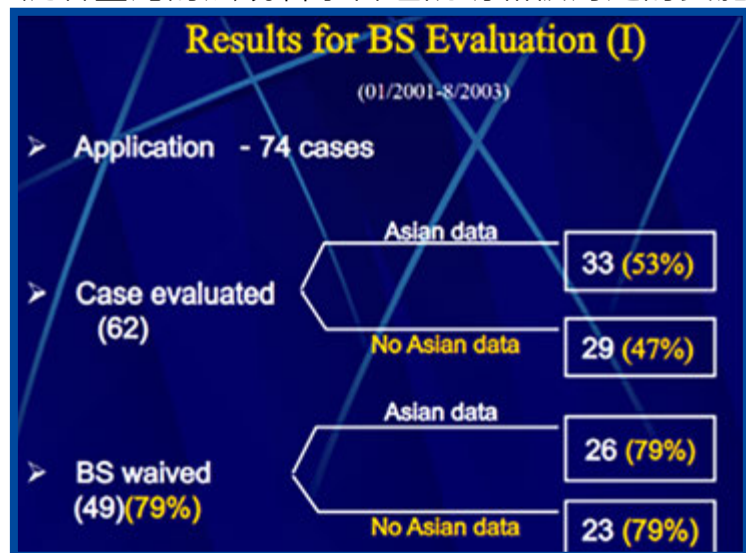 Results for BS Evaluation (I)
(01/2001-8/2003)
➢ Application - 74 cases
Asian data
33 (53%)
➢ Case evaluated
(62)
No Asian data
29 (47%)
Asian data
26 (79%)
➢ BS waived
(49)(79%)
No Asian data
23 (79%)